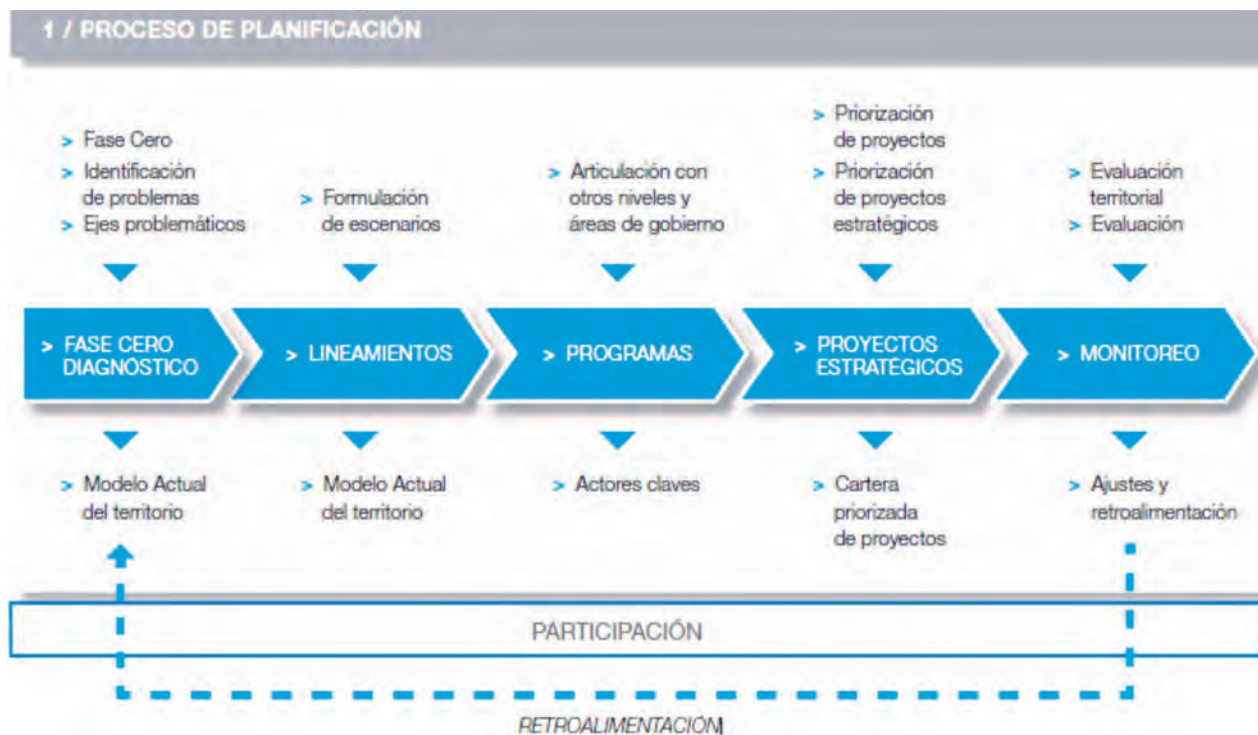 1 / PROCESO DE PLANIFICACIÓN
> Fase Cero
> Identificación
de problemas
> Ejes problemáticos
> Formulación
de escenarios
> Articulación con
otros niveles y
áreas de gobierno
> Priorización
de proyectos
> Priorización
de proyectos
estratégicos
> Evaluación
territorial
> Evaluación
> FASE CERO
DIAGNÓSTICO
> LINEAMIENTOS
> PROGRAMAS
> PROYECTOS
ESTRATÉGICOS
> MONITOREO
> Modelo Actual
del territorio
> Modelo Actual
del territorio
> Actores claves
> Cartera
priorizada
de proyectos
> Ajustes y
retroalimentación
PARTICIPACIÓN
RETROALIMENTACIÓN